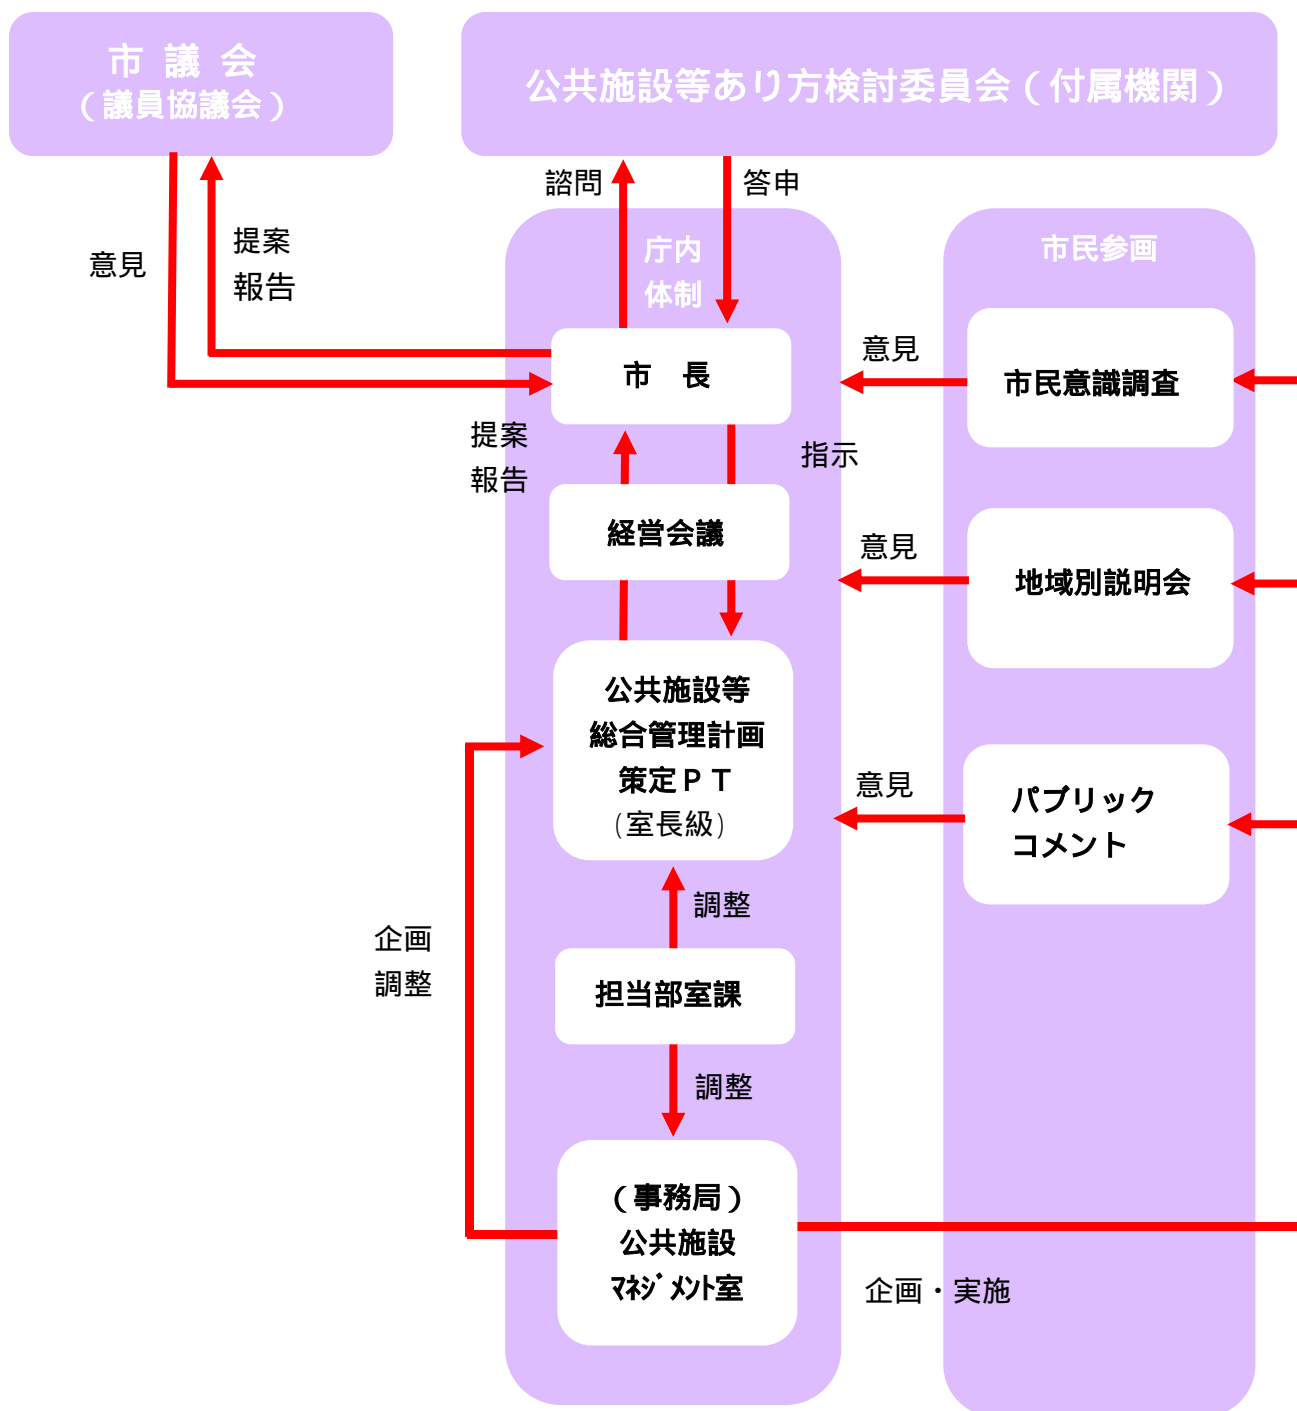 市 議 会
（議員協議会）
公共施設等あり方検討委員会（付属機関）
諮問
答申
意見
提案
報告
庁内
体制
市民参画
市 長
意見
市民意識調査
提案
報告
指示
経営会議
意見
地域別説明会
公共施設等
総合管理計画
策定ＰＴ
（室長級）
意見
パブリック
コメント
調整
企画
調整
担当部室課
調整
（事務局）
公共施設
ﾏﾈｼﾞﾒﾝﾄ室
企画・実施